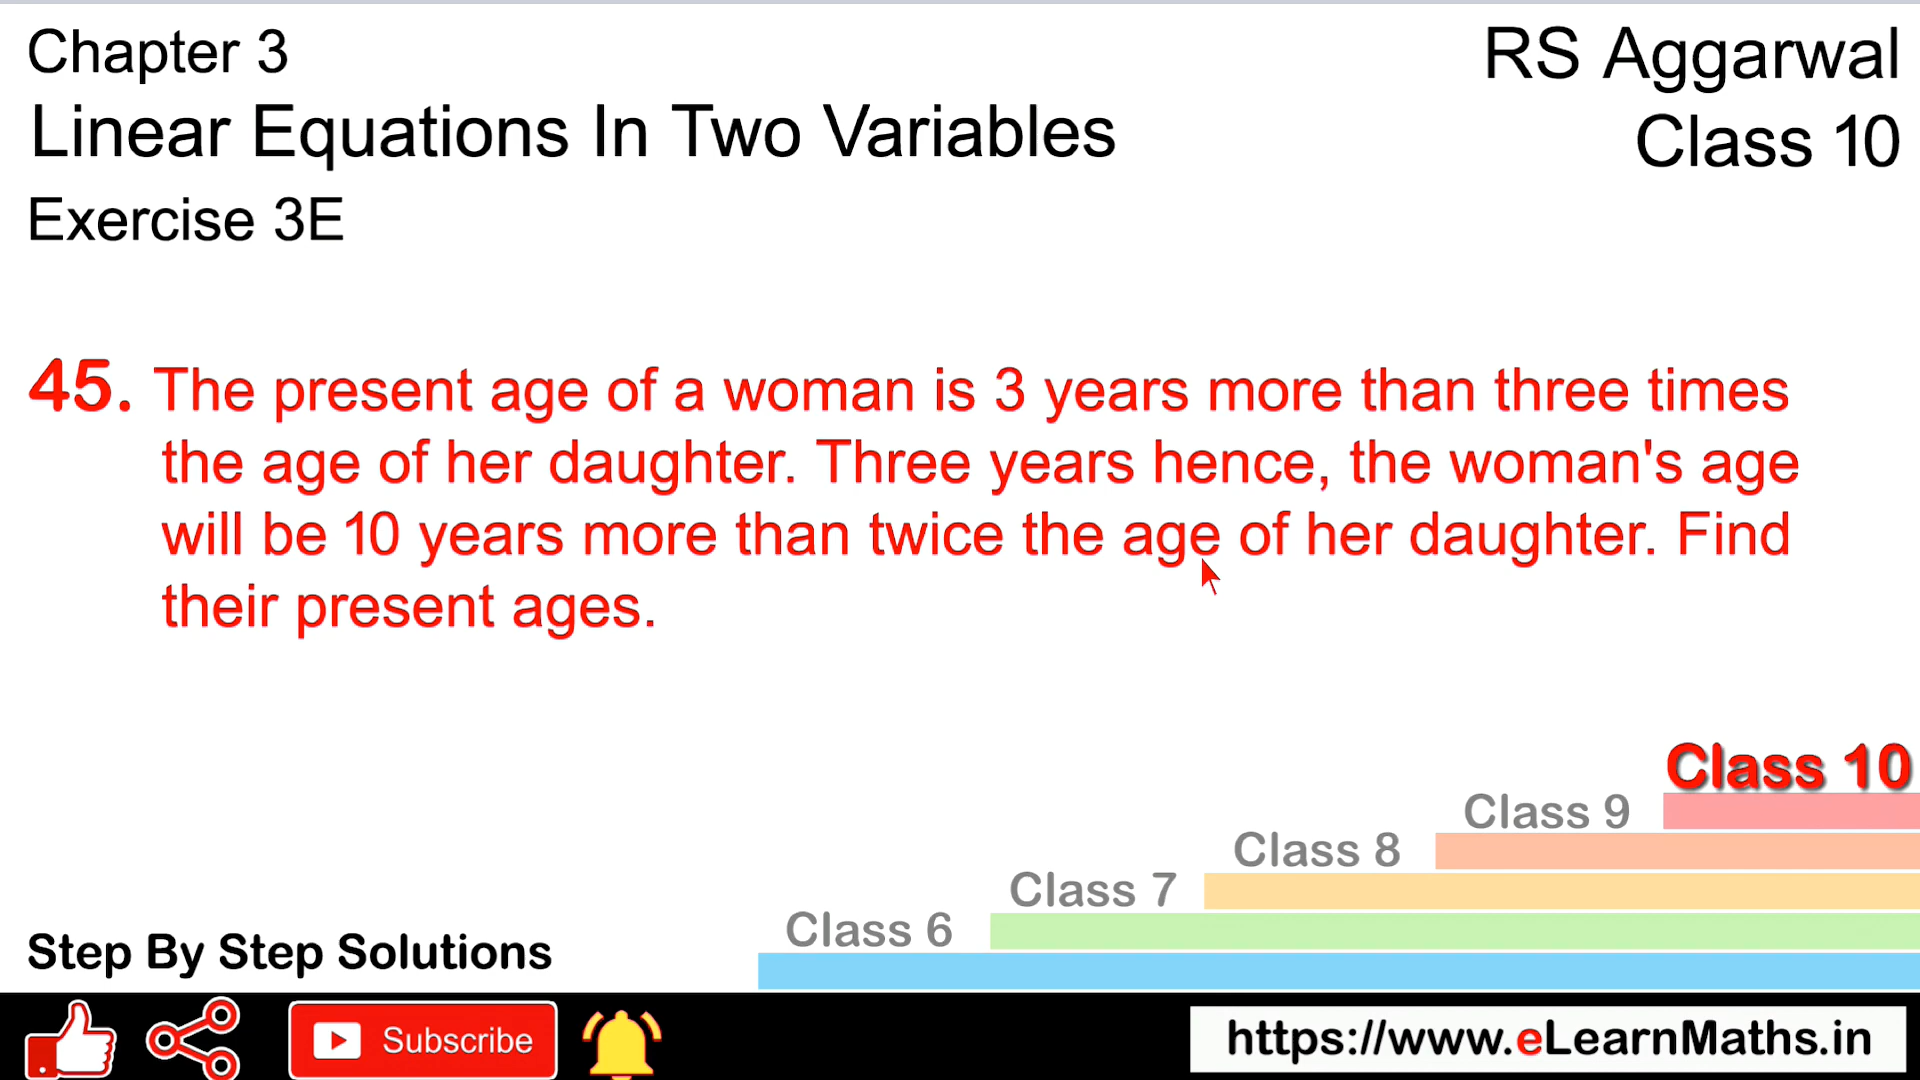 Chapter 3
RS Aggarwal
Linear Equations In Two Variables
Class 10
Exercise 3E
45. The present age of a woman is 3 years more than three times
the age of her daughter. Three years hence, the woman's age
will be 10 years more than twice the age of her daughter. Find
their present ages.
Class 10
Class 9
Class 8
Class 7
Class 6
Step By Step Solutions
Subscribe
https://www.eLearnMaths.in